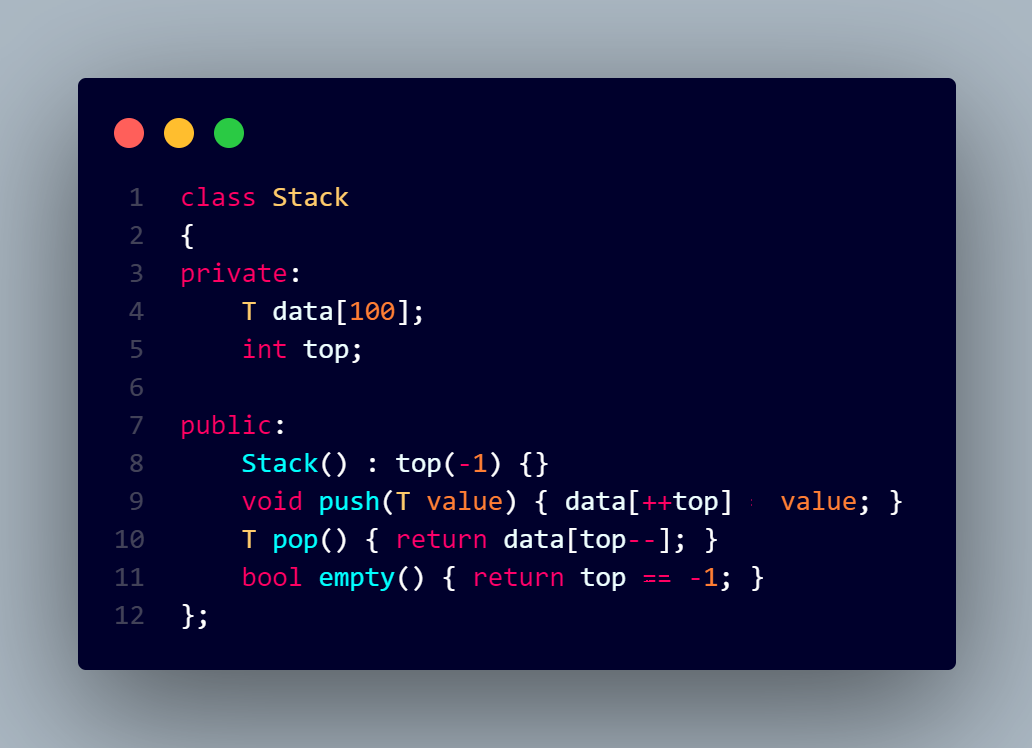 1 class Stack
2 {
3 private:
4     T data[100];
5     int top;
6
7 public:
8     Stack() : top(-1) {}
9     void push(T value) { data[++top]   value; }
10     T pop() { return data[top--]; }
11     bool empty() { return top == -1; }
12 };